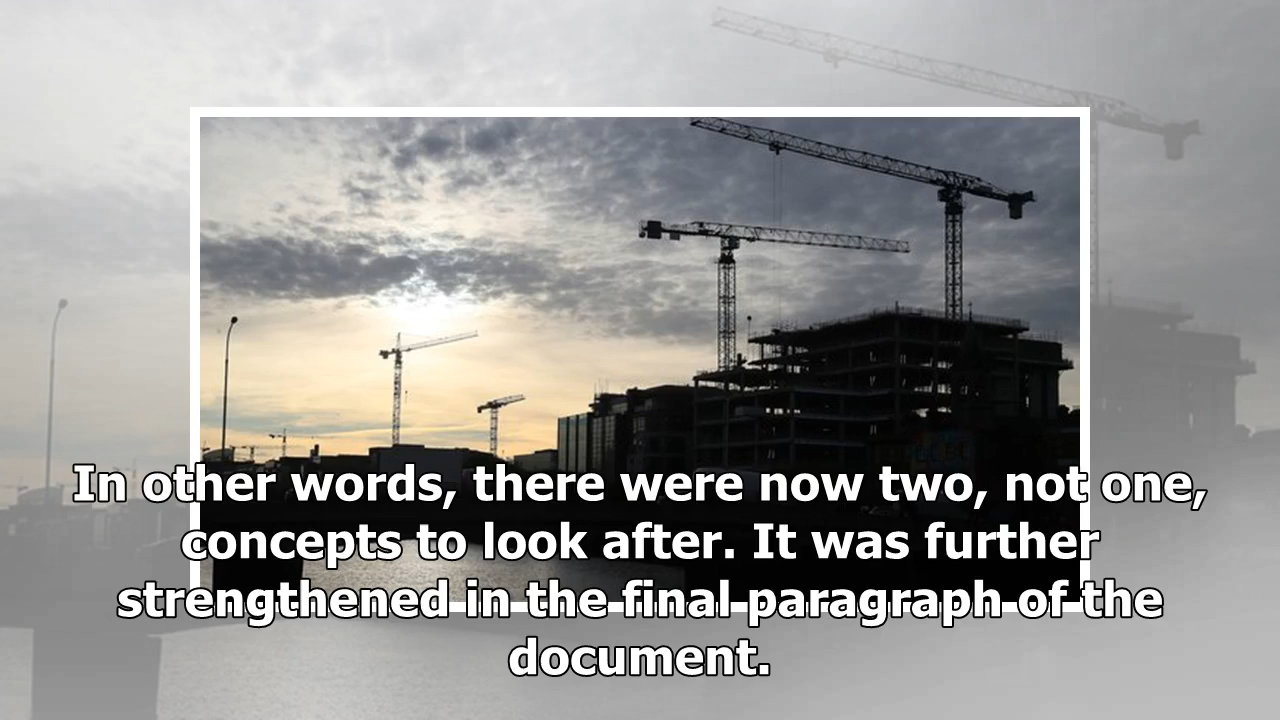 In other words, there were now two, not one,
concepts to look after. It was further
strengthened in the final paragraph of the
document.